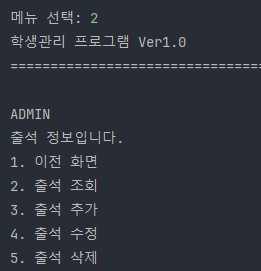 메뉴 선택: 2
학생관리 프로그램 Ver1.0
================================

ADMIN
출석 정보입니다.
1. 이전 화면
2. 출석 조회
3. 출석 추가
4. 출석 수정
5. 출석 삭제